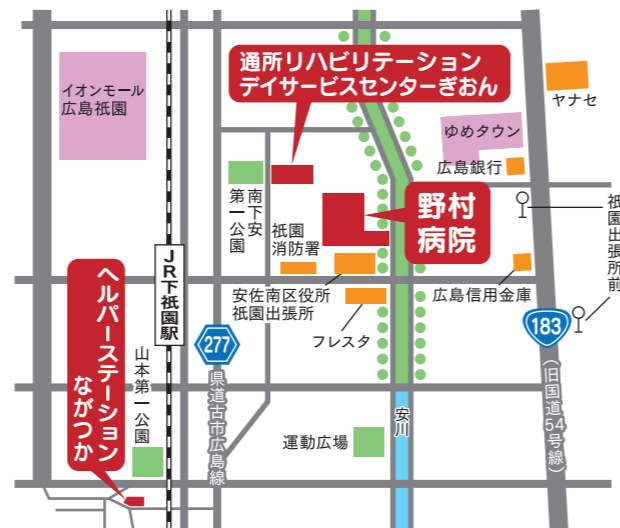 イオンモール
広島祇園
通所リハビリテーション
デイサービスセンターぎおん
ヤナセ
ゆめタウン
広島銀行
南下安
第一公園
祇園
消防署
野村
病院
祇園出張所前
JR下祇園駅
安佐南区役所
祇園出張所
広島信用金庫
フレスタ
277
183
ヘルパーステーション
ながつか
山本第一公園
県道古市広島線
(旧国道54号線)
運動広場
安川